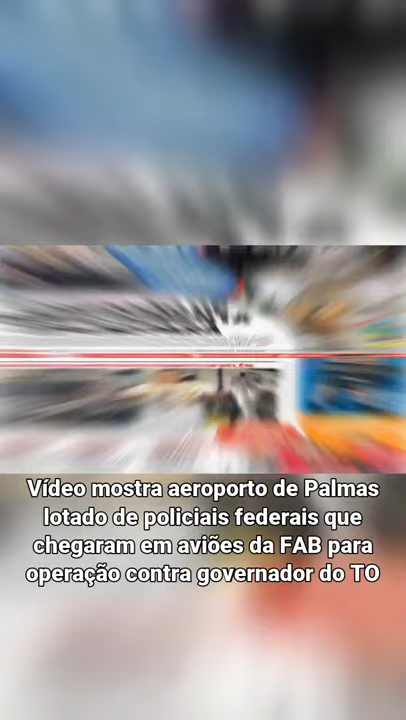 Vídeo mostra aeroporto de Palmas
lotado de policiais federais que
chegaram em aviões da FAB para
operação contra governador do TO